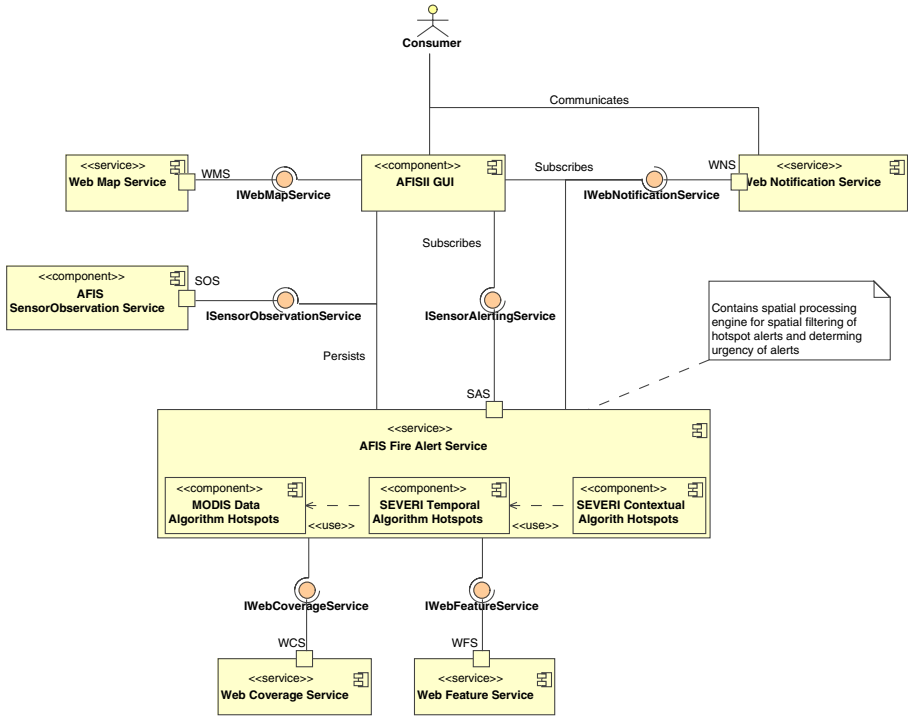 Consumer
Communicates
<<service>>
Web Map Service
WMS
IWebMapService
<<component>>
AFISII GUI
Subscribes
IWebNotificationService
WNS
<<service>>
Web Notification Service
<<component>>
AFIS
SensorObservation Service
SOS
ISensorObservationService
Subscribes
ISensorAlertingService
Persists
SAS
Contains spatial processing
engine for spatial filtering of
hotspot alerts and determing
urgency of alerts
<<service>>
AFIS Fire Alert Service
<<component>>
MODIS Data
Algorithm Hotspots
<<use>>
<<component>>
SEVERI Temporal
Algorithm Hotspots
<<use>>
<<component>>
SEVERI Contextual
Algorith Hotspots
IWebCoverageService
IWebFeatureService
WCS
WFS
<<service>>
Web Coverage Service
<<service>>
Web Feature Service